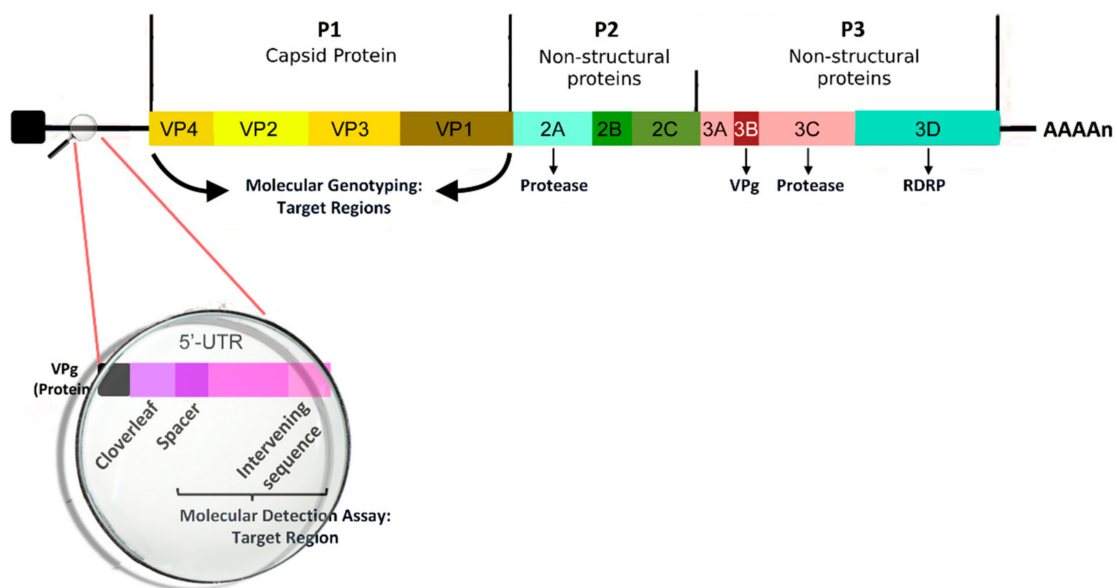 P1
Capsid Protein
P2
Non-structural
proteins
P3
Non-structural
proteins
VP4 VP2 VP3 VP1 2A 2B 2C 3A 3B 3C 3D AAAAn
Molecular Genotyping:
Target Regions
Protease
VPg
Protease
RDRP
5'-UTR
VPg
(Protein
Cloverleaf
Spacer
Intervening
sequence
Molecular Detection Assay:
Target Region